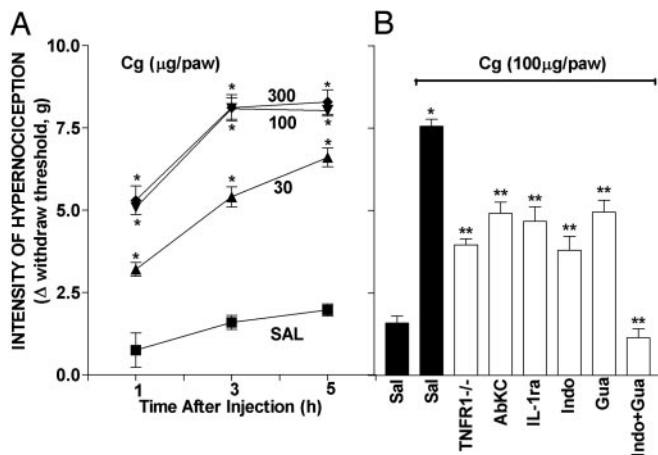 A
INTENSITY OF HYPERNOCICEPTION
(Δ withdraw threshold, g)
10.0
7.5
5.0
2.5
0.0
Cg (μg/paw)
*
*
*
*
*
*
*
*
*
300
100
30
SAL
1
3
5
Time After Injection (h)
B
Cg (100μg/paw)
*
**
**
**
**
**
**
Sal
Sal
TNFR1-/-
AbKC
IL-1ra
Indo
Gua
Indo+Gua